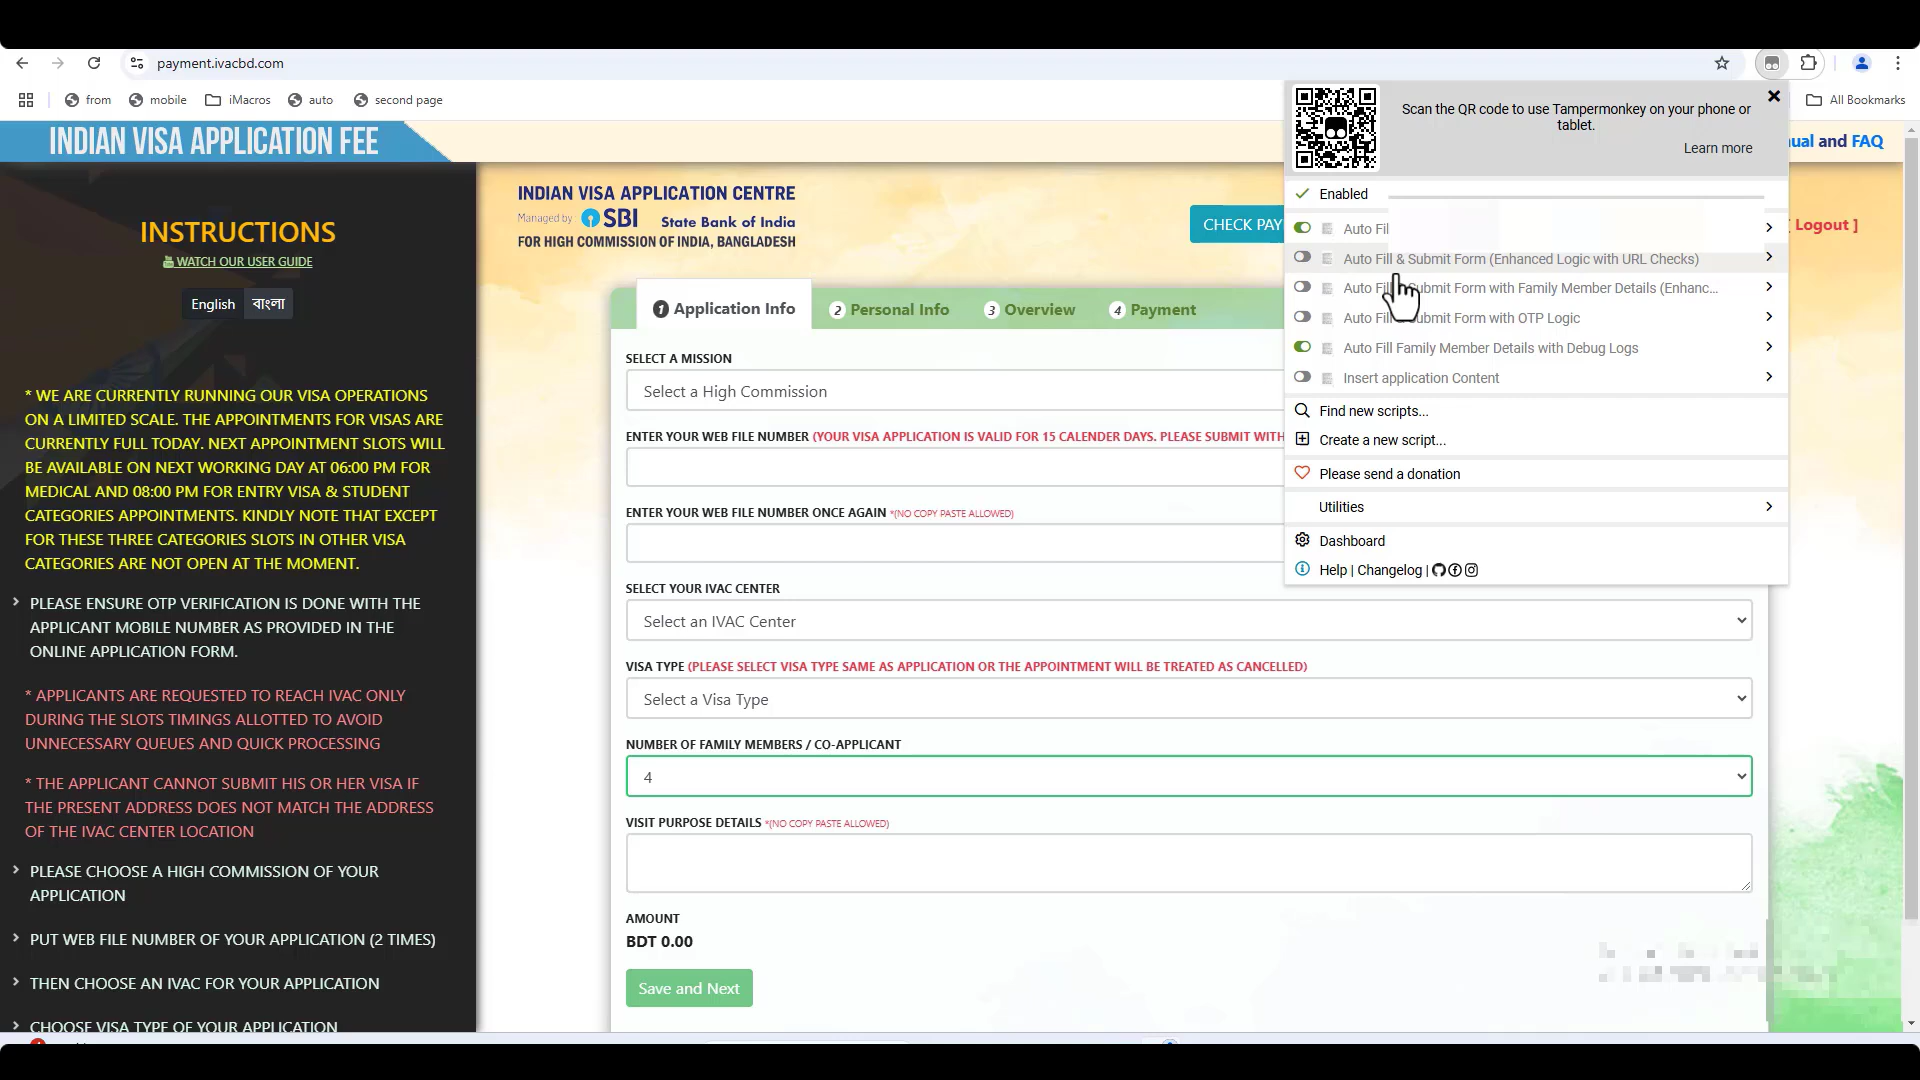 payment.ivacbd.com
from
mobile
iMacros
auto
second page
All Bookmarks
INDIAN VISA APPLICATION FEE
and FAQ
Scan the QR code to use Tampermonkey on your phone or
tablet.
Learn more
INSTRUCTIONS
WATCH OUR USER GUIDE
English
বাংলা
* WE ARE CURRENTLY RUNNING OUR VISA OPERATIONS
ON A LIMITED SCALE. THE APPOINTMENTS FOR VISAS ARE
CURRENTLY FULL TODAY. NEXT APPOINTMENT SLOTS WILL
BE AVAILABLE ON NEXT WORKING DAY AT 06:00 PM FOR
MEDICAL AND 08:00 PM FOR ENTRY VISA & STUDENT
CATEGORIES APPOINTMENTS. KINDLY NOTE THAT EXCEPT
FOR THESE THREE CATEGORIES SLOTS IN OTHER VISA
CATEGORIES ARE NOT OPEN AT THE MOMENT.
PLEASE ENSURE OTP VERIFICATION IS DONE WITH THE
APPLICANT MOBILE NUMBER AS PROVIDED IN THE
ONLINE APPLICATION FORM.
* APPLICANTS ARE REQUESTED TO REACH IVAC ONLY
DURING THE SLOTS TIMINGS ALLOTTED TO AVOID
UNNECESSARY QUEUES AND QUICK PROCESSING
* THE APPLICANT CANNOT SUBMIT HIS OR HER VISA IF
THE PRESENT ADDRESS DOES NOT MATCH THE ADDRESS
OF THE IVAC CENTER LOCATION
PLEASE CHOOSE A HIGH COMMISSION OF YOUR
APPLICATION
PUT WEB FILE NUMBER OF YOUR APPLICATION (2 TIMES)
THEN CHOOSE AN IVAC FOR YOUR APPLICATION
CHOOSE VISA TYPE OF YOUR APPLICATION
INDIAN VISA APPLICATION CENTRE
Managed by SBI State Bank of India
FOR HIGH COMMISSION OF INDIA, BANGLADESH
CHECK PAY
[ Logout ]
1 Application Info
2 Personal Info
3 Overview
4 Payment
SELECT A MISSION
Select a High Commission
ENTER YOUR WEB FILE NUMBER (YOUR VISA APPLICATION IS VALID FOR 15 CALENDER DAYS. PLEASE SUBMIT WITH
ENTER YOUR WEB FILE NUMBER ONCE AGAIN *(NO COPY PASTE ALLOWED)
SELECT YOUR IVAC CENTER
Select an IVAC Center
VISA TYPE (PLEASE SELECT VISA TYPE SAME AS APPLICATION OR THE APPOINTMENT WILL BE TREATED AS CANCELLED)
Select a Visa Type
NUMBER OF FAMILY MEMBERS / CO-APPLICANT
4
VISIT PURPOSE DETAILS *(NO COPY PASTE ALLOWED)
AMOUNT
BDT 0.00
Save and Next
Enabled
Auto Fil
Auto Fill & Submit Form (Enhanced Logic with URL Checks)
Auto Fill Submit Form with Family Member Details (Enhanc...
Auto Fill Submit Form with OTP Logic
Auto Fill Family Member Details with Debug Logs
Insert application Content
Find new scripts...
Create a new script...
Please send a donation
Utilities
Dashboard
Help | Changelog |